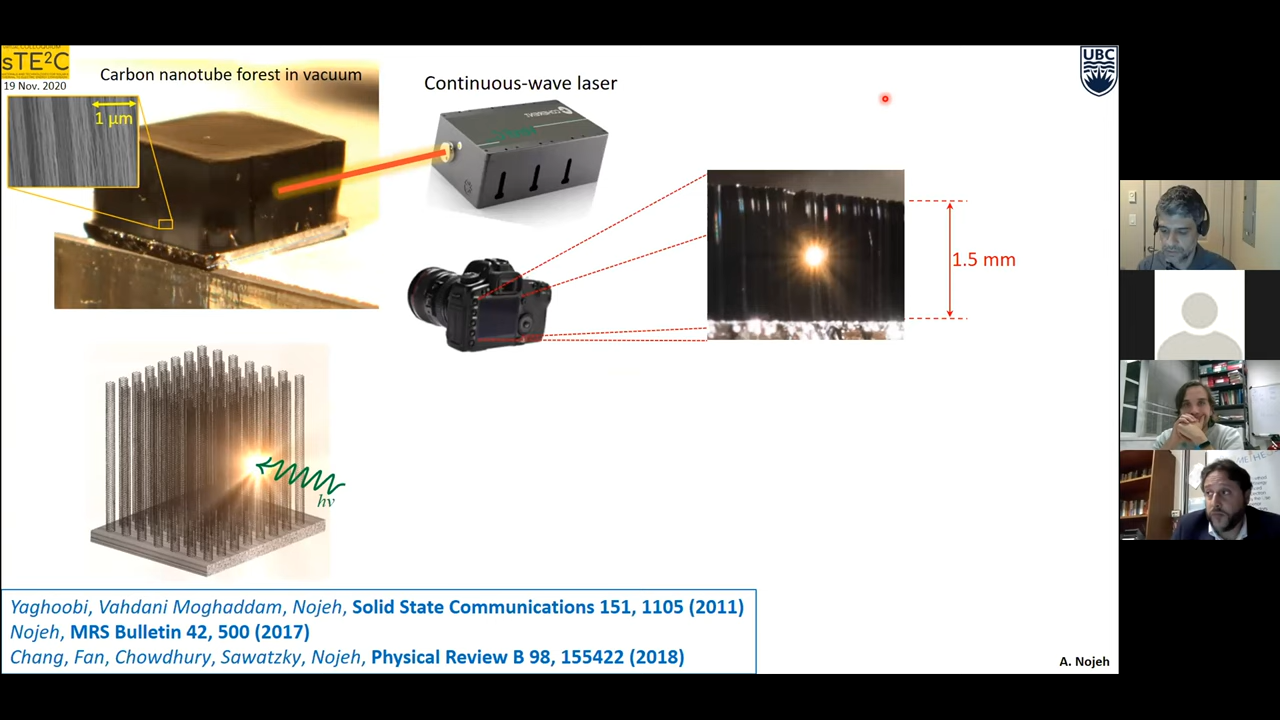 sTE²C
19 Nov. 2020
Carbon nanotube forest in vacuum
1 µm
Continuous-wave laser
UBC
1.5 mm
hν
Yaghoobi, Vahdani Moghaddam, Nojeh, Solid State Communications 151, 1105 (2011)
Nojeh, MRS Bulletin 42, 500 (2017)
Chang, Fan, Chowdhury, Sawatzky, Nojeh, Physical Review B 98, 155422 (2018)
A. Nojeh